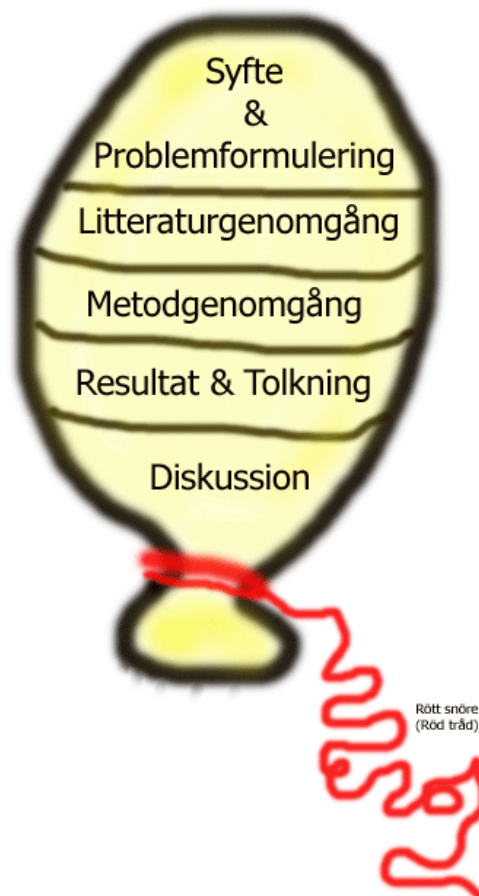 Syfte
&
Problemformulering
Litteraturgenomgång
Metodgenomgång
Resultat & Tolkning
Diskussion
Rött snöre
(Röd tråd)